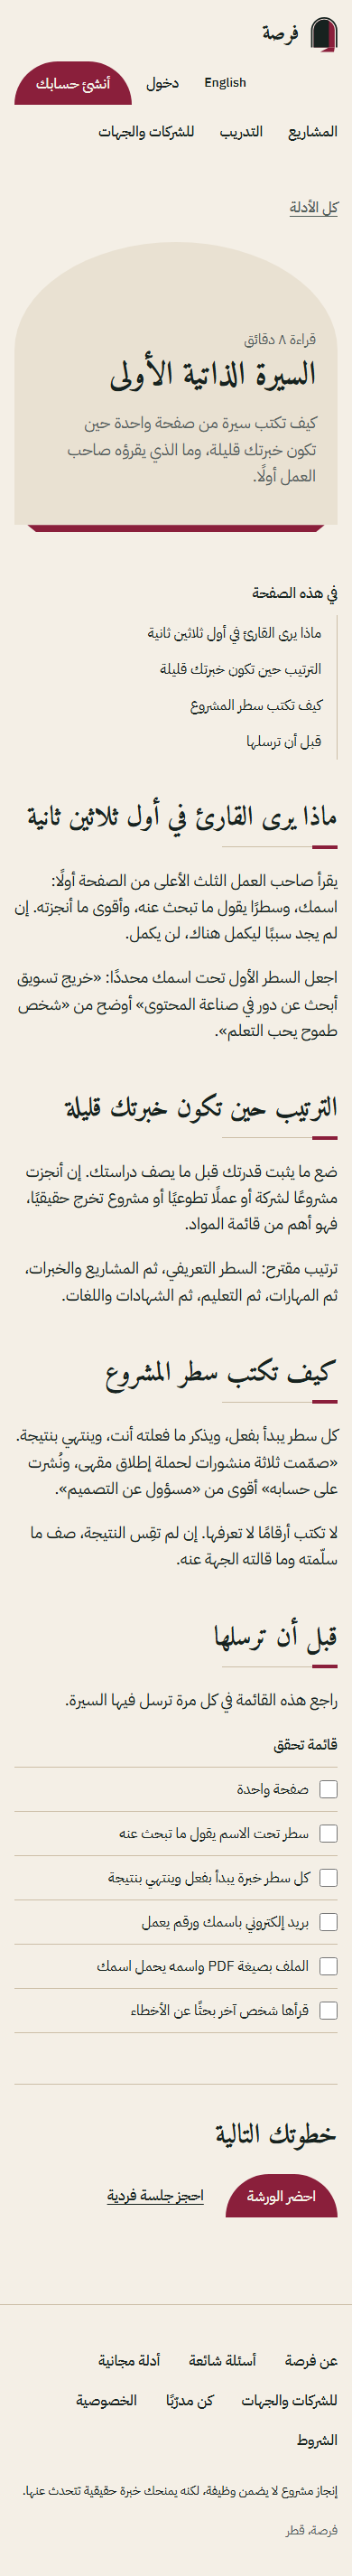 فرصة
English
دخول
أنشئ حسابك
المشاريع
التدريب
للشركات والجهات
كل الأدلة
قراءة ٨ دقائق
السيرة الذاتية الأولى
كيف تكتب سيرة من صفحة واحدة حين
تكون خبرتك قليلة، وما الذي يقرؤه صاحب
العمل أولًا.
في هذه الصفحة
ماذا يرى القارئ في أول ثلاثين ثانية
الترتيب حين تكون خبرتك قليلة
كيف تكتب سطر المشروع
قبل أن ترسلها
ماذا يرى القارئ في أول ثلاثين ثانية
يقرأ صاحب العمل الثلث الأعلى من الصفحة أولًا:
اسمك، وسطرًا يقول ما تبحث عنه، وأقوى ما أنجزته. إن
لم يجد سببًا ليكمل هناك، لن يكمل.
اجعل السطر الأول تحت اسمك محددًا: «خريج تسويق
أبحث عن دور في صناعة المحتوى» أوضح من «شخص
طموح يحب التعلم».
الترتيب حين تكون خبرتك قليلة
ضع ما يثبت قدرتك قبل ما يصف دراستك. إن أنجزت
مشروعًا لشركة أو عملًا تطوعيًا أو مشروع تخرج حقيقيًا،
فهو أهم من قائمة المواد.
ترتيب مقترح: السطر التعريفي، ثم المشاريع والخبرات،
ثم المهارات، ثم التعليم، ثم الشهادات واللغات.
كيف تكتب سطر المشروع
كل سطر يبدأ بفعل، ويذكر ما فعلته أنت، وينتهي بنتيجة.
«صمّمت ثلاثة منشورات لحملة إطلاق مقهى، ونُشرت
على حسابه» أقوى من «مسؤول عن التصميم».
لا تكتب أرقامًا لا تعرفها. إن لم تقِس النتيجة، صف ما
سلّمته وما قالته الجهة عنه.
قبل أن ترسلها
راجع هذه القائمة في كل مرة ترسل فيها السيرة.
قائمة تحقق
صفحة واحدة
سطر تحت الاسم يقول ما تبحث عنه
كل سطر خبرة يبدأ بفعل وينتهي بنتيجة
بريد إلكتروني باسمك ورقم يعمل
الملف بصيغة PDF واسمه يحمل اسمك
قرأها شخص آخر بحثًا عن الأخطاء
خطوتك التالية
احضر الورشة
احجز جلسة فردية
عن فرصة
أسئلة شائعة
أدلة مجانية
للشركات والجهات
كن مدرّبًا
الخصوصية
الشروط
إنجاز مشروع لا يضمن وظيفة، لكنه يمنحك خبرة حقيقية تتحدث عنها.
فرصة، قطر